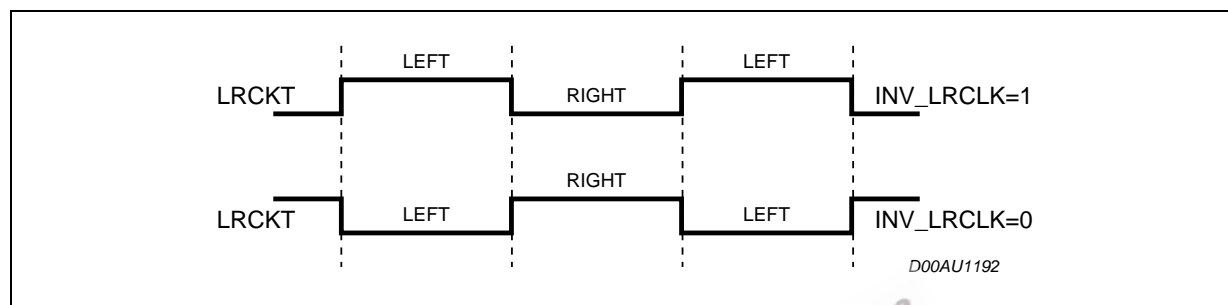 LEFT LEFT
LRCKT RIGHT INV_LRCLK=1
RIGHT
LRCKT LEFT LEFT INV_LRCLK=0
D00AU1192